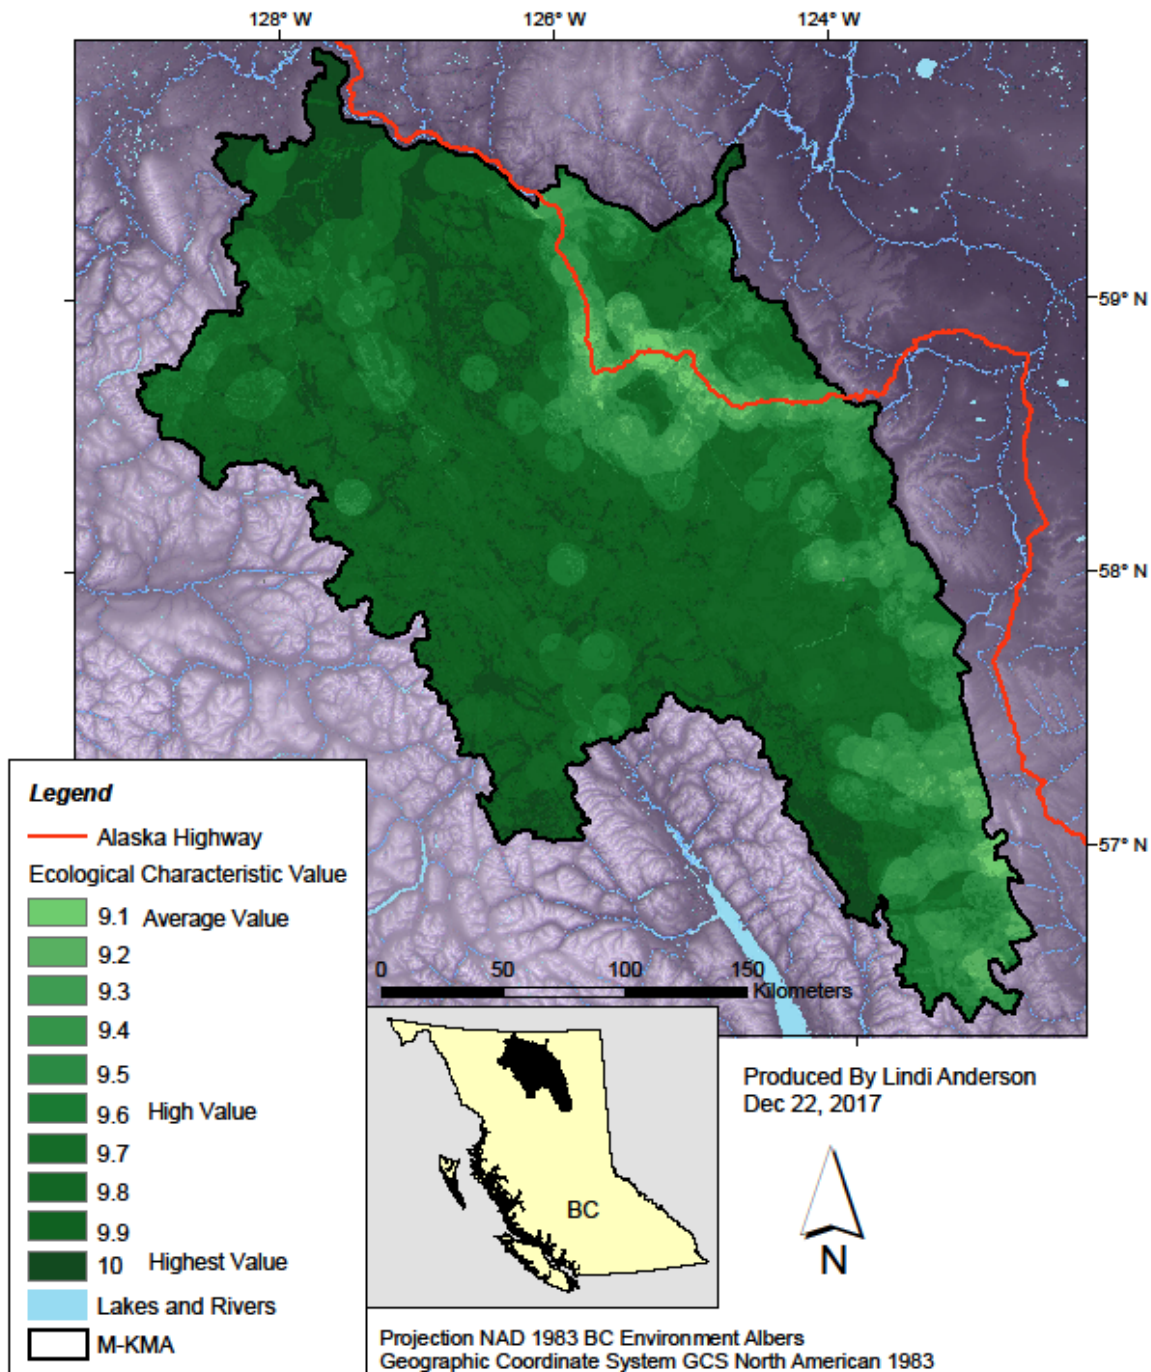 128° W
126° W
124° W
59° N
58° N
57° N
Legend
Alaska Highway
Ecological Characteristic Value
9.1 Average Value
9.2
9.3
9.4
9.5
9.6 High Value
9.7
9.8
9.9
10 Highest Value
Lakes and Rivers
M-KMA
0 50 100 150
Kilometers
BC
Produced By Lindi Anderson
Dec 22, 2017
N
Projection NAD 1983 BC Environment Albers
Geographic Coordinate System GCS North American 1983